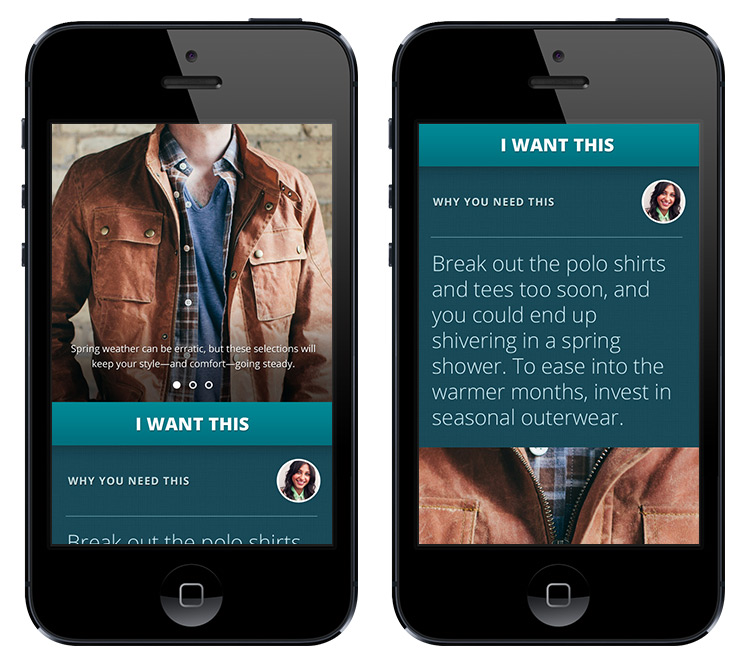 Spring weather can be erratic, but these selections will
keep your style—and comfort—going steady.
I WANT THIS
WHY YOU NEED THIS
Break out the polo shirts
I WANT THIS
WHY YOU NEED THIS
Break out the polo shirts
and tees too soon, and
you could end up
shivering in a spring
shower. To ease into the
warmer months, invest in
seasonal outerwear.